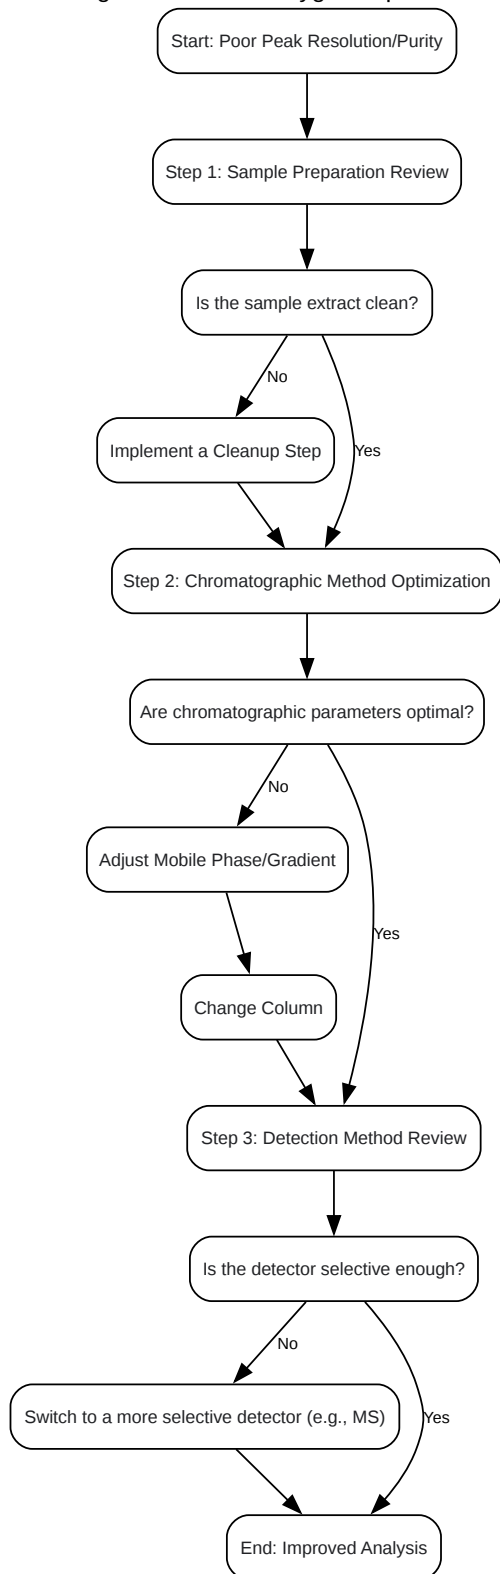 Start: Poor Peak Resolution/Purity
Step 1: Sample Preparation Review
Is the sample extract clean?
No
Implement a Cleanup Step
Yes
Step 2: Chromatographic Method Optimization
Are chromatographic parameters optimal?
No
Adjust Mobile Phase/Gradient
Yes
Change Column
Step 3: Detection Method Review
Is the detector selective enough?
No
Switch to a more selective detector (e.g., MS)
Yes
End: Improved Analysis